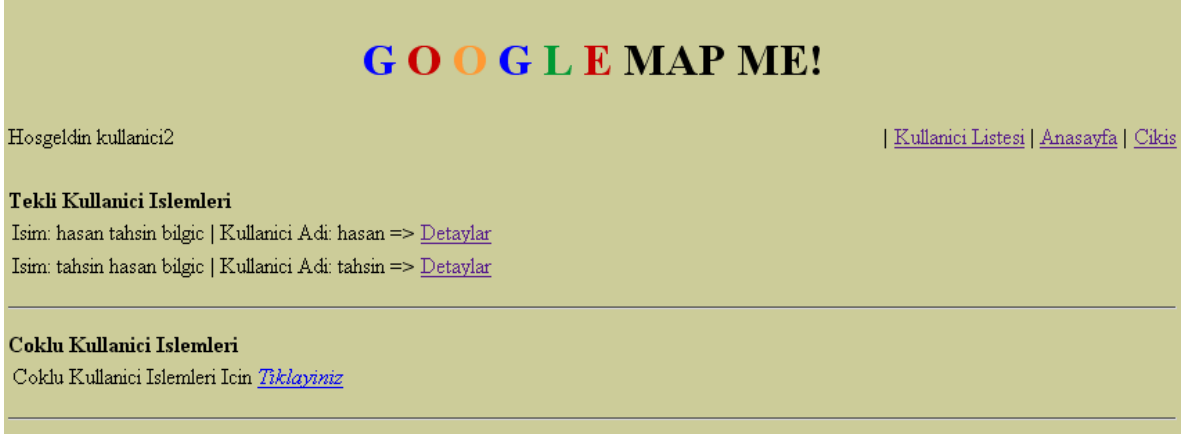 G O O G L E MAP ME!
Hosgeldin kullanici2 | Kullanici Listesi | Anasayfa | Cikis
Tekli Kullanici Islemleri
Isim: hasan tahsin bilgic | Kullanici Adi: hasan => Detaylar
Isim: tahsin hasan bilgic | Kullanici Adi: tahsin => Detaylar
Coklu Kullanici Islemleri
Coklu Kullanici Islemleri Icin Tiklayiniz